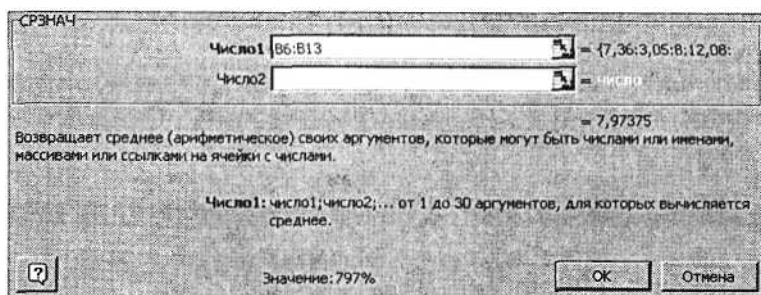 СРЗНАЧ
Число1 B6:B13 = {7,36:3,05:8:12,08:
Число2 = число
= 7,97375
Возвращает среднее (арифметическое) своих аргументов, которые могут быть числами или именами,
массивами или ссылками на ячейки с числами.
Число1: число1;число2;... от 1 до 30 аргументов, для которых вычисляется
среднее.
Значение:797%
OK
Отмена